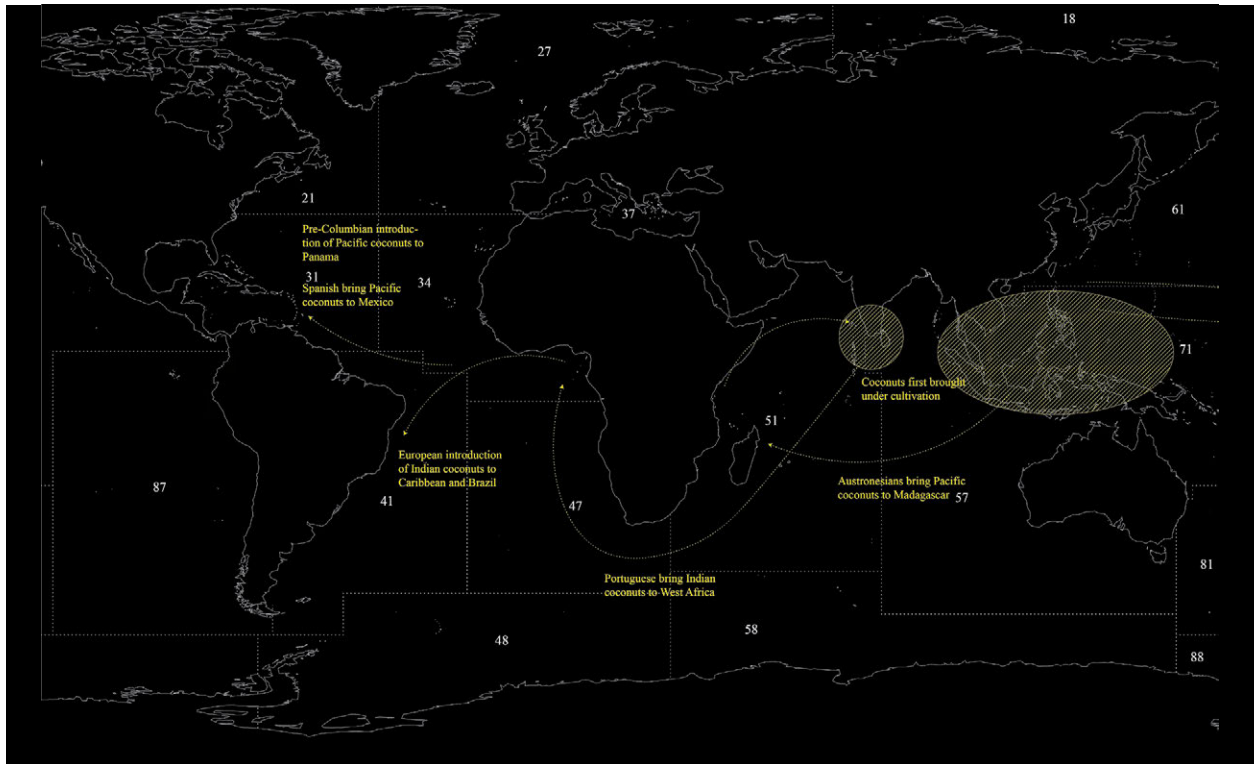 18
27
21
37
61
Pre-Columbian introduc-
tion of Pacific coconuts to
Panama
31
34
Spanish bring Pacific
coconuts to Mexico
71
Coconuts first brought
under cultivation
51
European introduction
of Indian coconuts to
Caribbean and Brazil
87
41
47
Austronesians bring Pacific
coconuts to Madagascar
57
81
Portuguese bring Indian
coconuts to West Africa
48
58
88